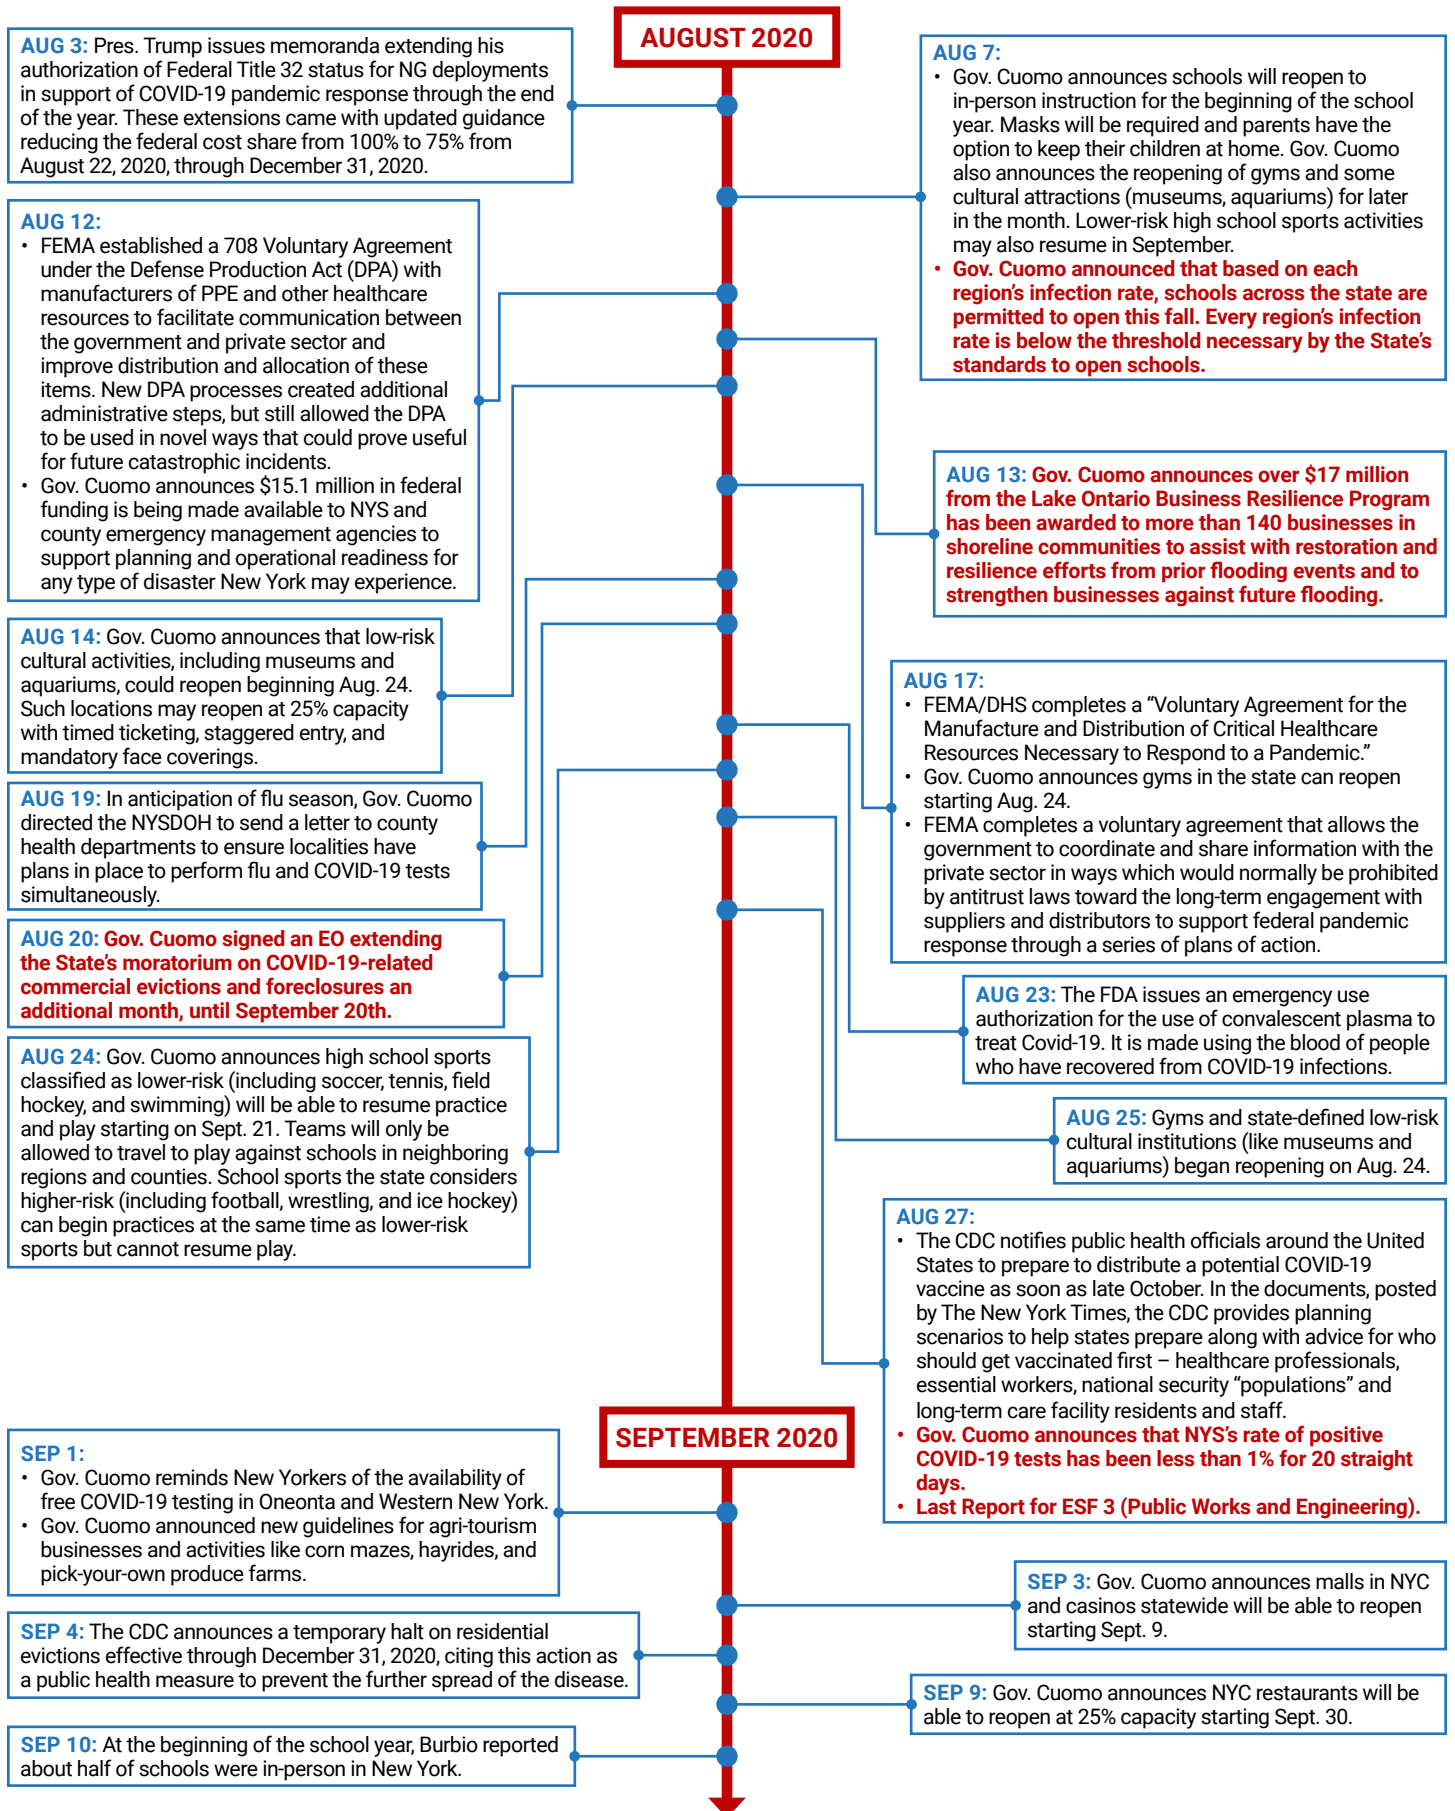 AUGUST 2020
AUG 3: Pres. Trump issues memoranda extending his
authorization of Federal Title 32 status for NG deployments
in support of COVID-19 pandemic response through the end
of the year. These extensions came with updated guidance
reducing the federal cost share from 100% to 75% from
August 22, 2020, through December 31, 2020.
AUG 7:
• Gov. Cuomo announces schools will reopen to
in-person instruction for the beginning of the school
year. Masks will be required and parents have the
option to keep their children at home. Gov. Cuomo
also announces the reopening of gyms and some
cultural attractions (museums, aquariums) for later
in the month. Lower-risk high school sports activities
may also resume in September.
• Gov. Cuomo announced that based on each
region's infection rate, schools across the state are
permitted to open this fall. Every region's infection
rate is below the threshold necessary by the State's
standards to open schools.
AUG 12:
• FEMA established a 708 Voluntary Agreement
under the Defense Production Act (DPA) with
manufacturers of PPE and other healthcare
resources to facilitate communication between
the government and private sector and
improve distribution and allocation of these
items. New DPA processes created additional
administrative steps, but still allowed the DPA
to be used in novel ways that could prove useful
for future catastrophic incidents.
• Gov. Cuomo announces $15.1 million in federal
funding is being made available to NYS and
county emergency management agencies to
support planning and operational readiness for
any type of disaster New York may experience.
AUG 13: Gov. Cuomo announces over $17 million
from the Lake Ontario Business Resilience Program
has been awarded to more than 140 businesses in
shoreline communities to assist with restoration and
resilience efforts from prior flooding events and to
strengthen businesses against future flooding.
AUG 14: Gov. Cuomo announces that low-risk
cultural activities, including museums and
aquariums, could reopen beginning Aug. 24.
Such locations may reopen at 25% capacity
with timed ticketing, staggered entry, and
mandatory face coverings.
AUG 17:
• FEMA/DHS completes a “Voluntary Agreement for the
Manufacture and Distribution of Critical Healthcare
Resources Necessary to Respond to a Pandemic.”
• Gov. Cuomo announces gyms in the state can reopen
starting Aug. 24.
• FEMA completes a voluntary agreement that allows the
government to coordinate and share information with the
private sector in ways which would normally be prohibited
by antitrust laws toward the long-term engagement with
suppliers and distributors to support federal pandemic
response through a series of plans of action.
AUG 19: In anticipation of flu season, Gov. Cuomo
directed the NYSDOH to send a letter to county
health departments to ensure localities have
plans in place to perform flu and COVID-19 tests
simultaneously.
AUG 20: Gov. Cuomo signed an EO extending
the State's moratorium on COVID-19-related
commercial evictions and foreclosures an
additional month, until September 20th.
AUG 23: The FDA issues an emergency use
authorization for the use of convalescent plasma to
treat Covid-19. It is made using the blood of people
who have recovered from COVID-19 infections.
AUG 24: Gov. Cuomo announces high school sports
classified as lower-risk (including soccer, tennis, field
hockey, and swimming) will be able to resume practice
and play starting on Sept. 21. Teams will only be
allowed to travel to play against schools in neighboring
regions and counties. School sports the state considers
higher-risk (including football, wrestling, and ice hockey)
can begin practices at the same time as lower-risk
sports but cannot resume play.
AUG 25: Gyms and state-defined low-risk
cultural institutions (like museums and
aquariums) began reopening on Aug. 24.
AUG 27:
• The CDC notifies public health officials around the United
States to prepare to distribute a potential COVID-19
vaccine as soon as late October. In the documents, posted
by The New York Times, the CDC provides planning
scenarios to help states prepare along with advice for who
should get vaccinated first – healthcare professionals,
essential workers, national security “populations” and
long-term care facility residents and staff.
• Gov. Cuomo announces that NYS's rate of positive
COVID-19 tests has been less than 1% for 20 straight
days.
• Last Report for ESF 3 (Public Works and Engineering).
SEPTEMBER 2020
SEP 1:
• Gov. Cuomo reminds New Yorkers of the availability of
free COVID-19 testing in Oneonta and Western New York.
• Gov. Cuomo announced new guidelines for agri-tourism
businesses and activities like corn mazes, hayrides, and
pick-your-own produce farms.
SEP 3: Gov. Cuomo announces malls in NYC
and casinos statewide will be able to reopen
starting Sept. 9.
SEP 4: The CDC announces a temporary halt on residential
evictions effective through December 31, 2020, citing this action as
a public health measure to prevent the further spread of the disease.
SEP 9: Gov. Cuomo announces NYC restaurants will be
able to reopen at 25% capacity starting Sept. 30.
SEP 10: At the beginning of the school year, Burbio reported
about half of schools were in-person in New York.